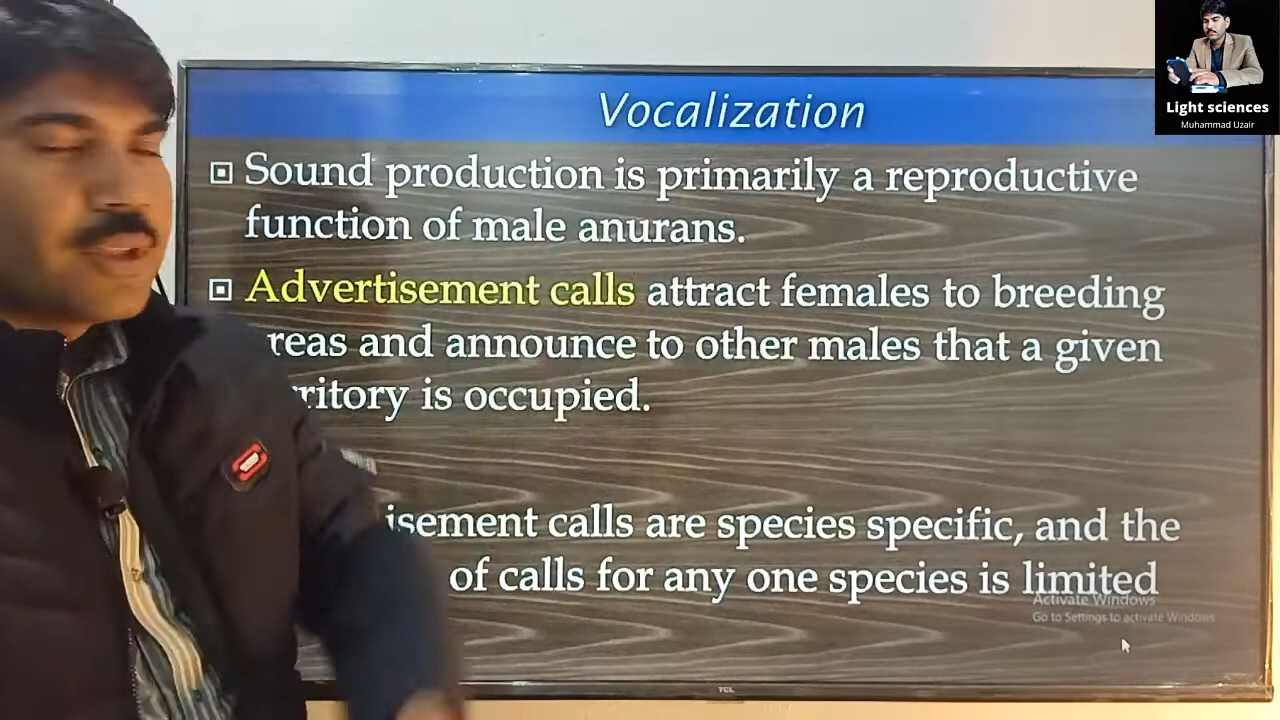 Vocalization
Sound production is primarily a reproductive
function of male anurans.
Advertisement calls attract females to breeding
reas and announce to other males that a given
rritory is occupied.
isement calls are species specific, and the
of calls for any one species is limited
Activate Windows
Go to Settings to activate Windows
TCL
Light sciences
Muhammad Uzair